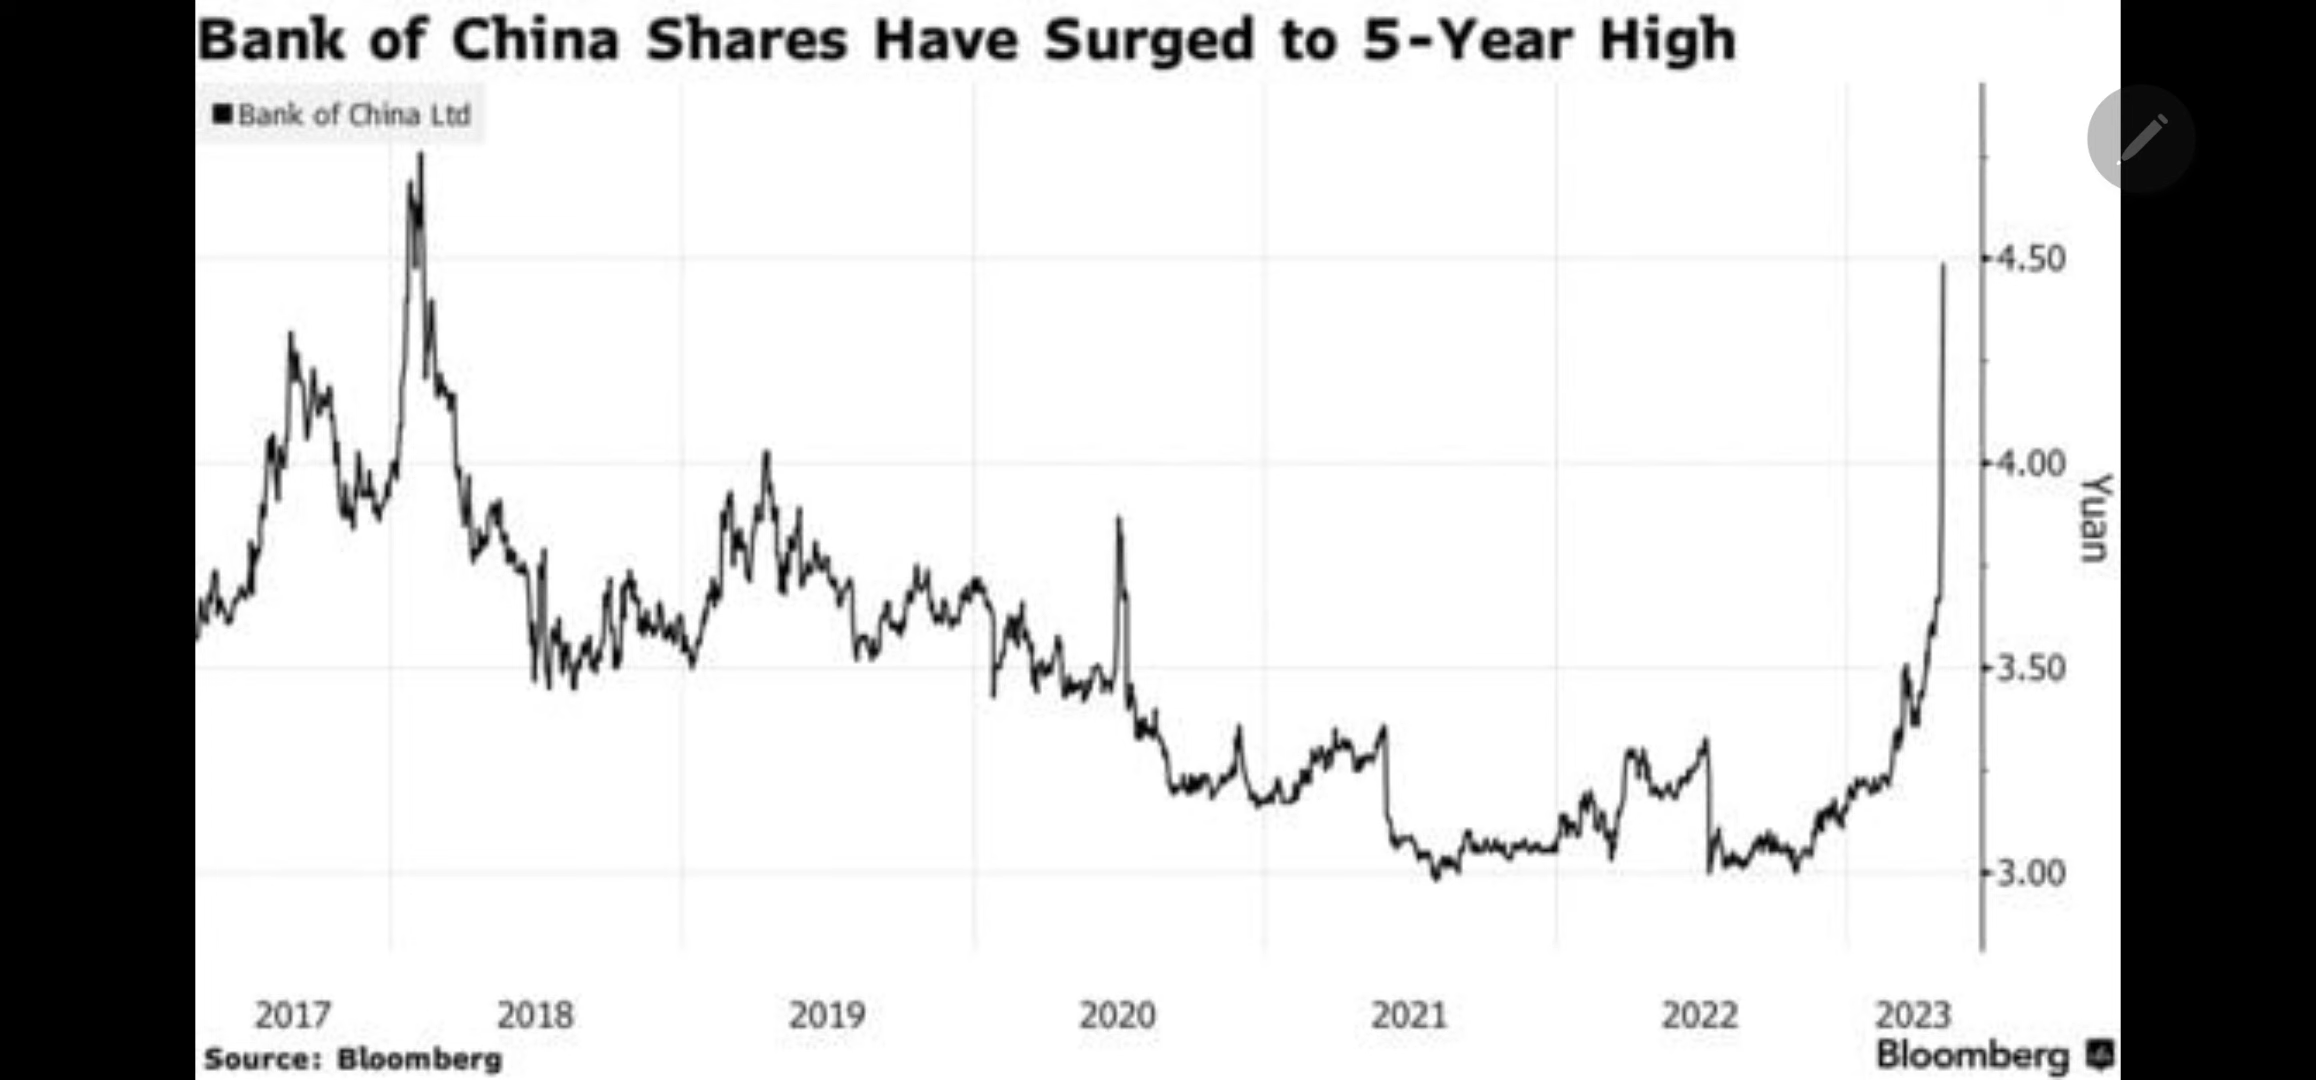 Bank of China Shares Have Surged to 5-Year High
Bank of China Ltd
4.50
4.00
3.50
3.00
Yuan
2017 2018 2019 2020 2021 2022 2023
Source: Bloomberg
Bloomberg